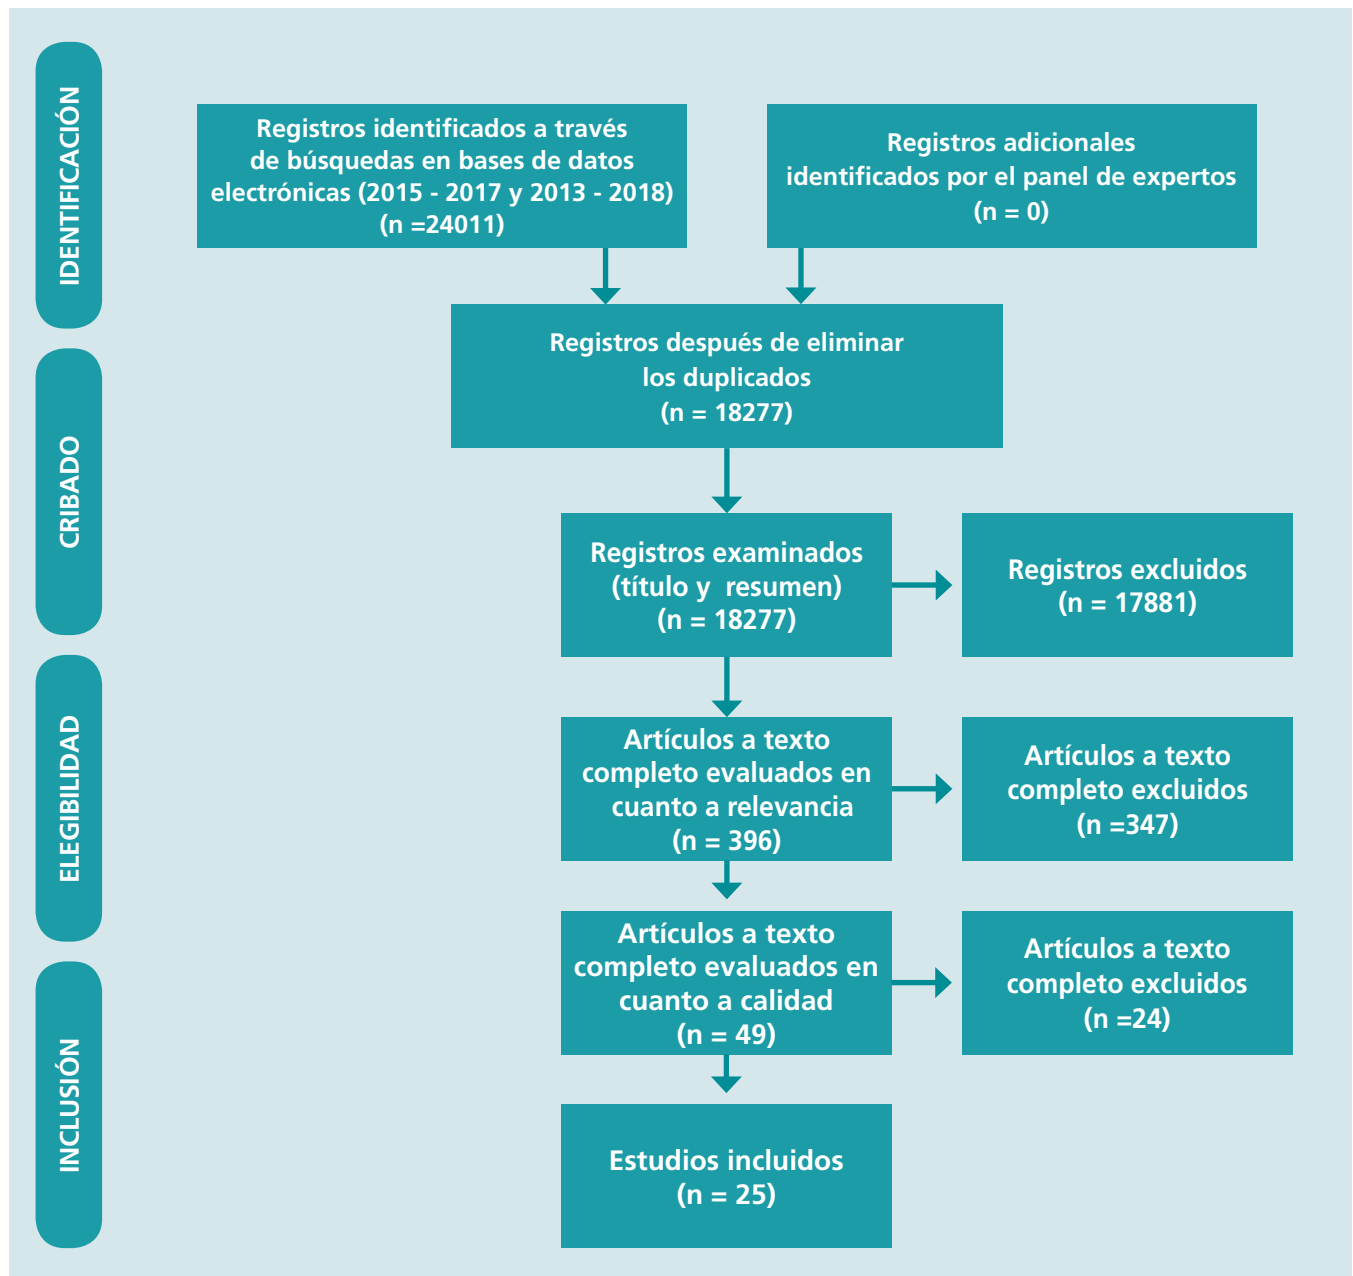 IDENTIFICACIÓN
Registros identificados a través
de búsquedas en bases de datos
electrónicas (2015 - 2017 y 2013 - 2018)
(n =24011)
Registros adicionales
identificados por el panel de expertos
(n = 0)
CRIBADO
Registros después de eliminar
los duplicados
(n = 18277)
Registros examinados
(título y resumen)
(n = 18277)
Registros excluidos
(n = 17881)
ELEGIBILIDAD
Artículos a texto
completo evaluados en
cuanto a relevancia
(n = 396)
Artículos a texto
completo excluidos
(n =347)
Artículos a texto
completo evaluados en
cuanto a calidad
(n = 49)
Artículos a texto
completo excluidos
(n =24)
INCLUSIÓN
Estudios incluidos
(n = 25)